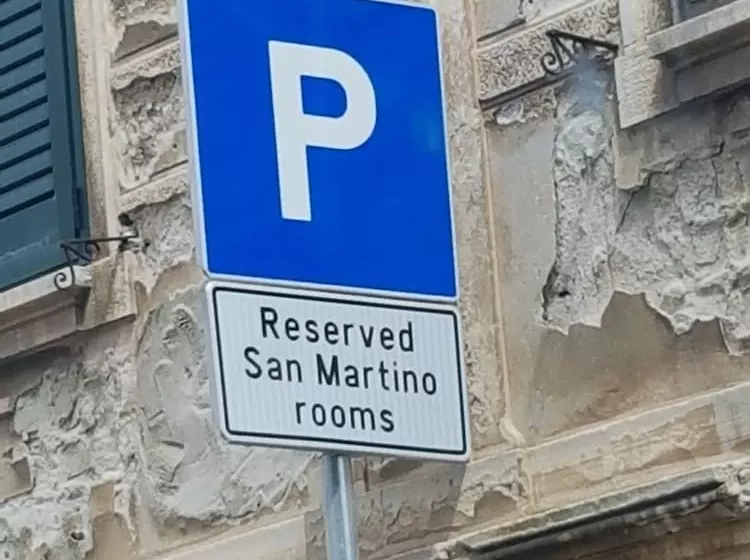 P
Reserved
San Martino
rooms